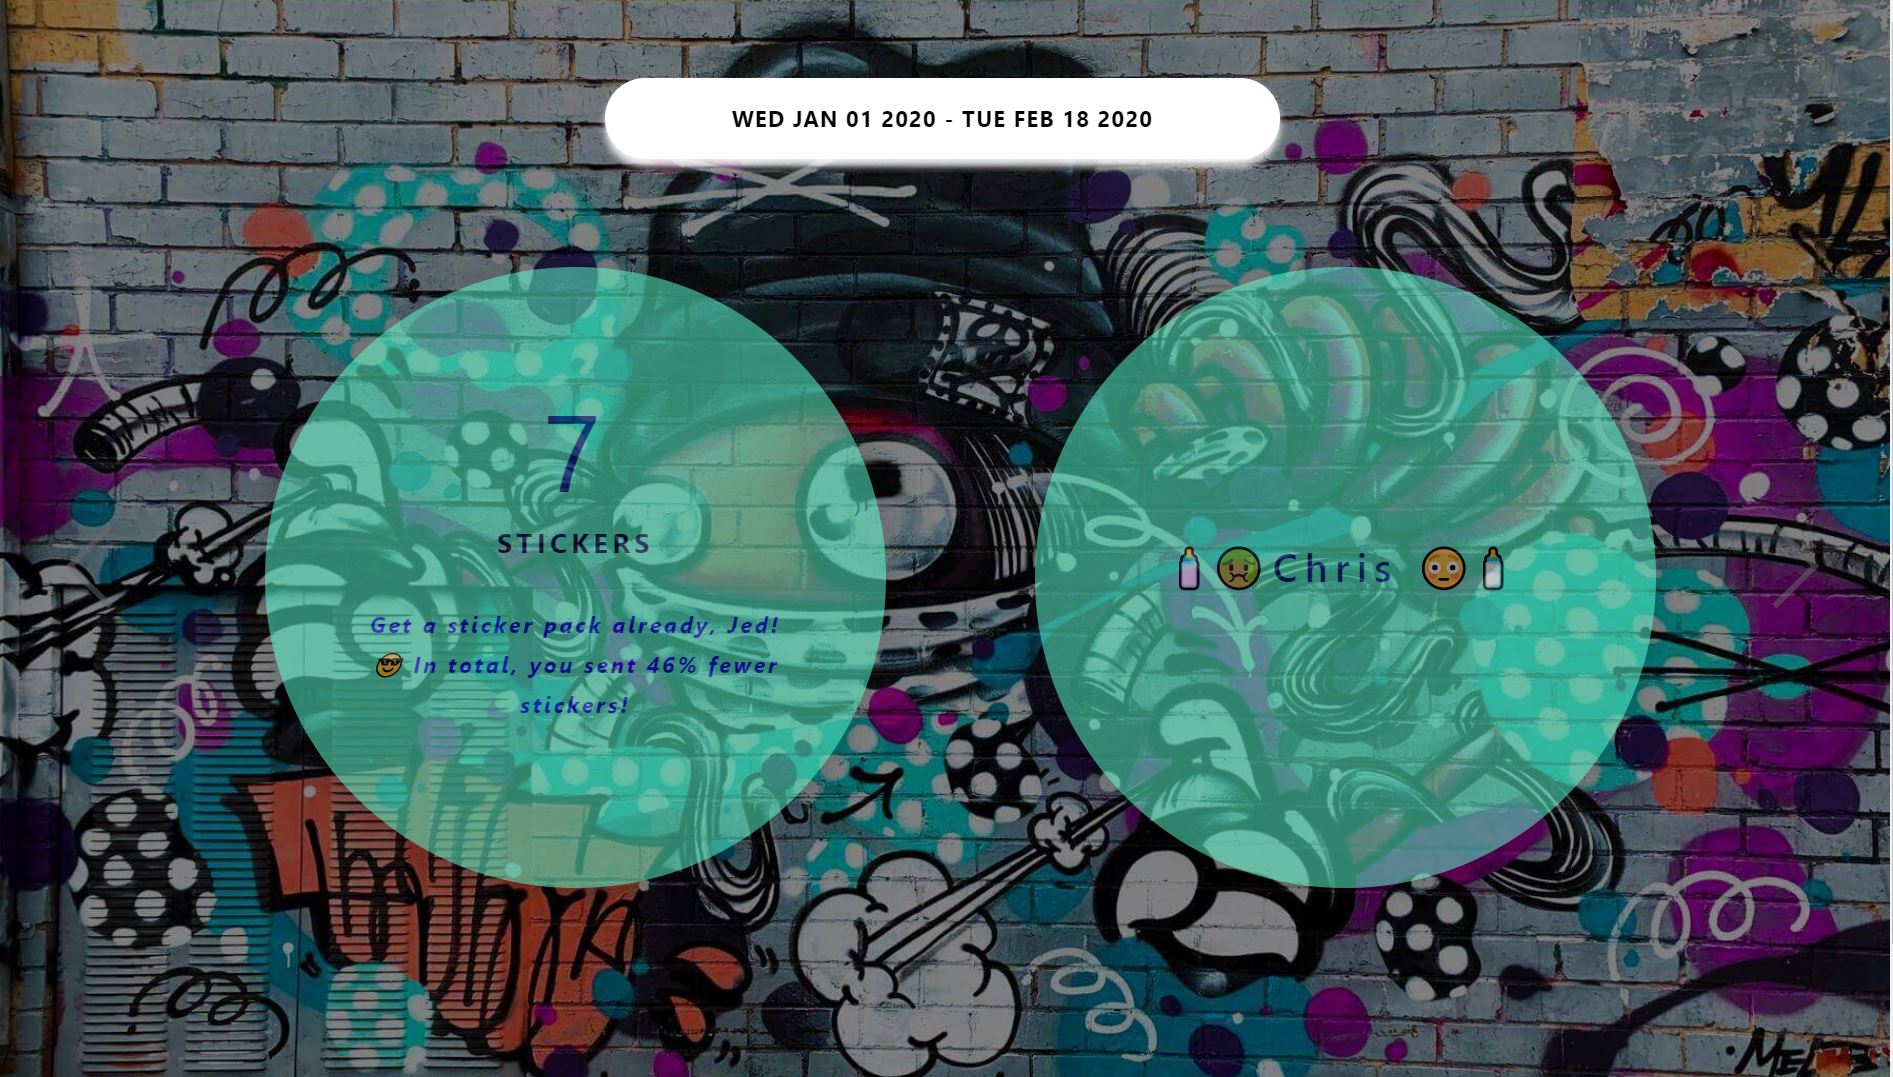 WED JAN 01 2020 - TUE FEB 18 2020
7
STICKERS
Get a sticker pack already, Jed!
😎 In total, you sent 46% fewer
stickers!
🍼🤢Chris 😳🍼